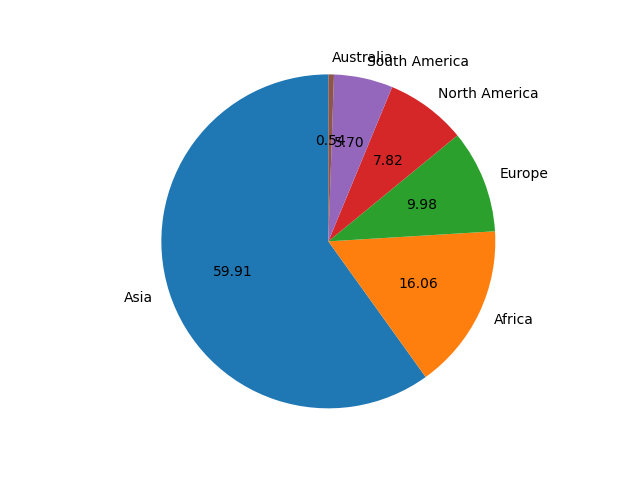 Australia
South America
North America
0.54
5.70
7.82
Europe
9.98
59.91
16.06
Asia
Africa